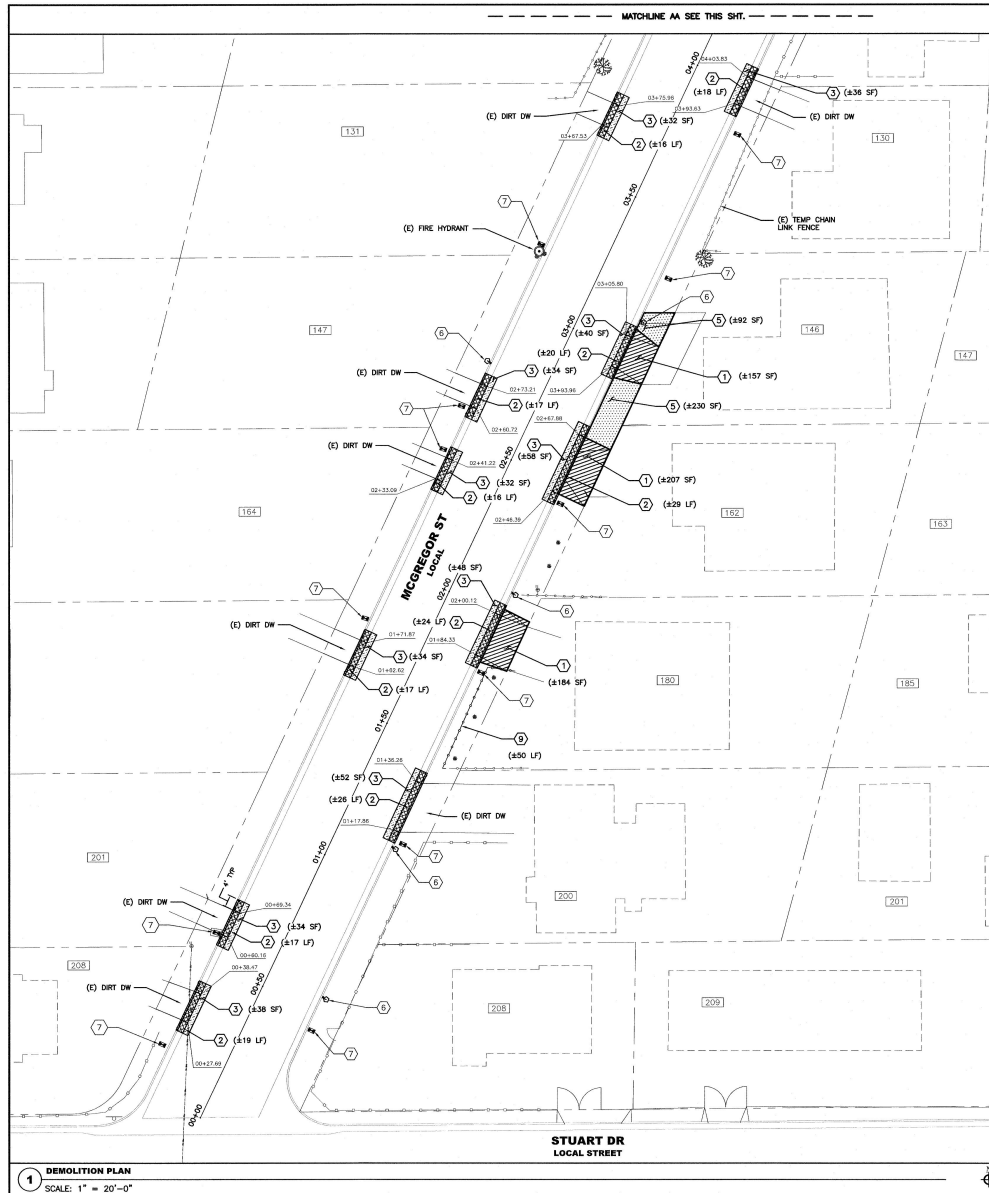 MATCHLINE AA SEE THIS SHT.
04+00
04+03.83
2
(±18 LF)
03+93.63
3 (±36 SF)
(E) DIRT DW
130
7
131
(E) DIRT DW
03+75.98
3 (±32 SF)
03+67.53
2 (±16 LF)
03+50
(E) TEMP CHAIN
LINK FENCE
7
(E) FIRE HYDRANT
7
6
03+05.80
3
(±40 SF)
5 (±92 SF)
146
147
147
03+00
(±20 LF) 2
1 (±157 SF)
03+93.96
6
3 (±34 SF)
(E) DIRT DW
02+73.21
2 (±17 LF)
7
02+60.72
5 (±230 SF)
02+67.88
3
(±58 SF)
02+50
(E) DIRT DW
02+41.22
3 (±32 SF)
02+33.09
2 (±16 LF)
1 (±207 SF)
2 (±29 LF)
02+48.39
7
164
162
163
MCGREGOR ST
LOCAL
02+00
(±48 SF)
3
02+00.12
6
(±24 LF) 2
01+84.33
1
(±184 SF)
7
7
(E) DIRT DW
01+71.87
3 (±34 SF)
01+62.62
2 (±17 LF)
180
185
01+50
9
(±50 LF)
01+36.28
(±52 SF) 3
(±26 LF) 2
(E) DIRT DW
01+17.86
7
6
01+00
201
200
201
4' TYP
(E) DIRT DW
00+69.34
3 (±34 SF)
7
2 (±17 LF)
00+60.16
208
00+38.47
00+50
(E) DIRT DW
3 (±38 SF)
7
2 (±19 LF)
00+27.69
6
7
208
209
00+00
STUART DR
LOCAL STREET
1 DEMOLITION PLAN
SCALE: 1" = 20'-0"